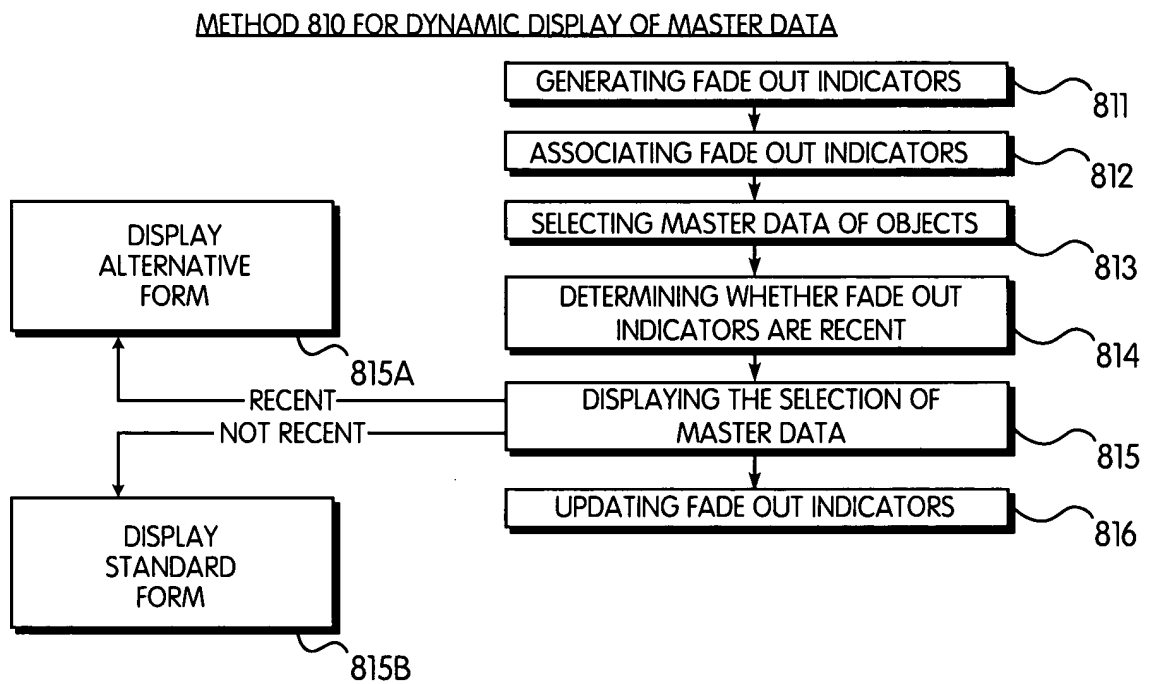 METHOD 810 FOR DYNAMIC DISPLAY OF MASTER DATA
GENERATING FADE OUT INDICATORS
811
ASSOCIATING FADE OUT INDICATORS
812
SELECTING MASTER DATA OF OBJECTS
813
DETERMINING WHETHER FADE OUT
INDICATORS ARE RECENT
814
DISPLAY
ALTERNATIVE
FORM
815A
RECENT
NOT RECENT
DISPLAYING THE SELECTION OF
MASTER DATA
815
UPDATING FADE OUT INDICATORS
816
DISPLAY
STANDARD
FORM
815B